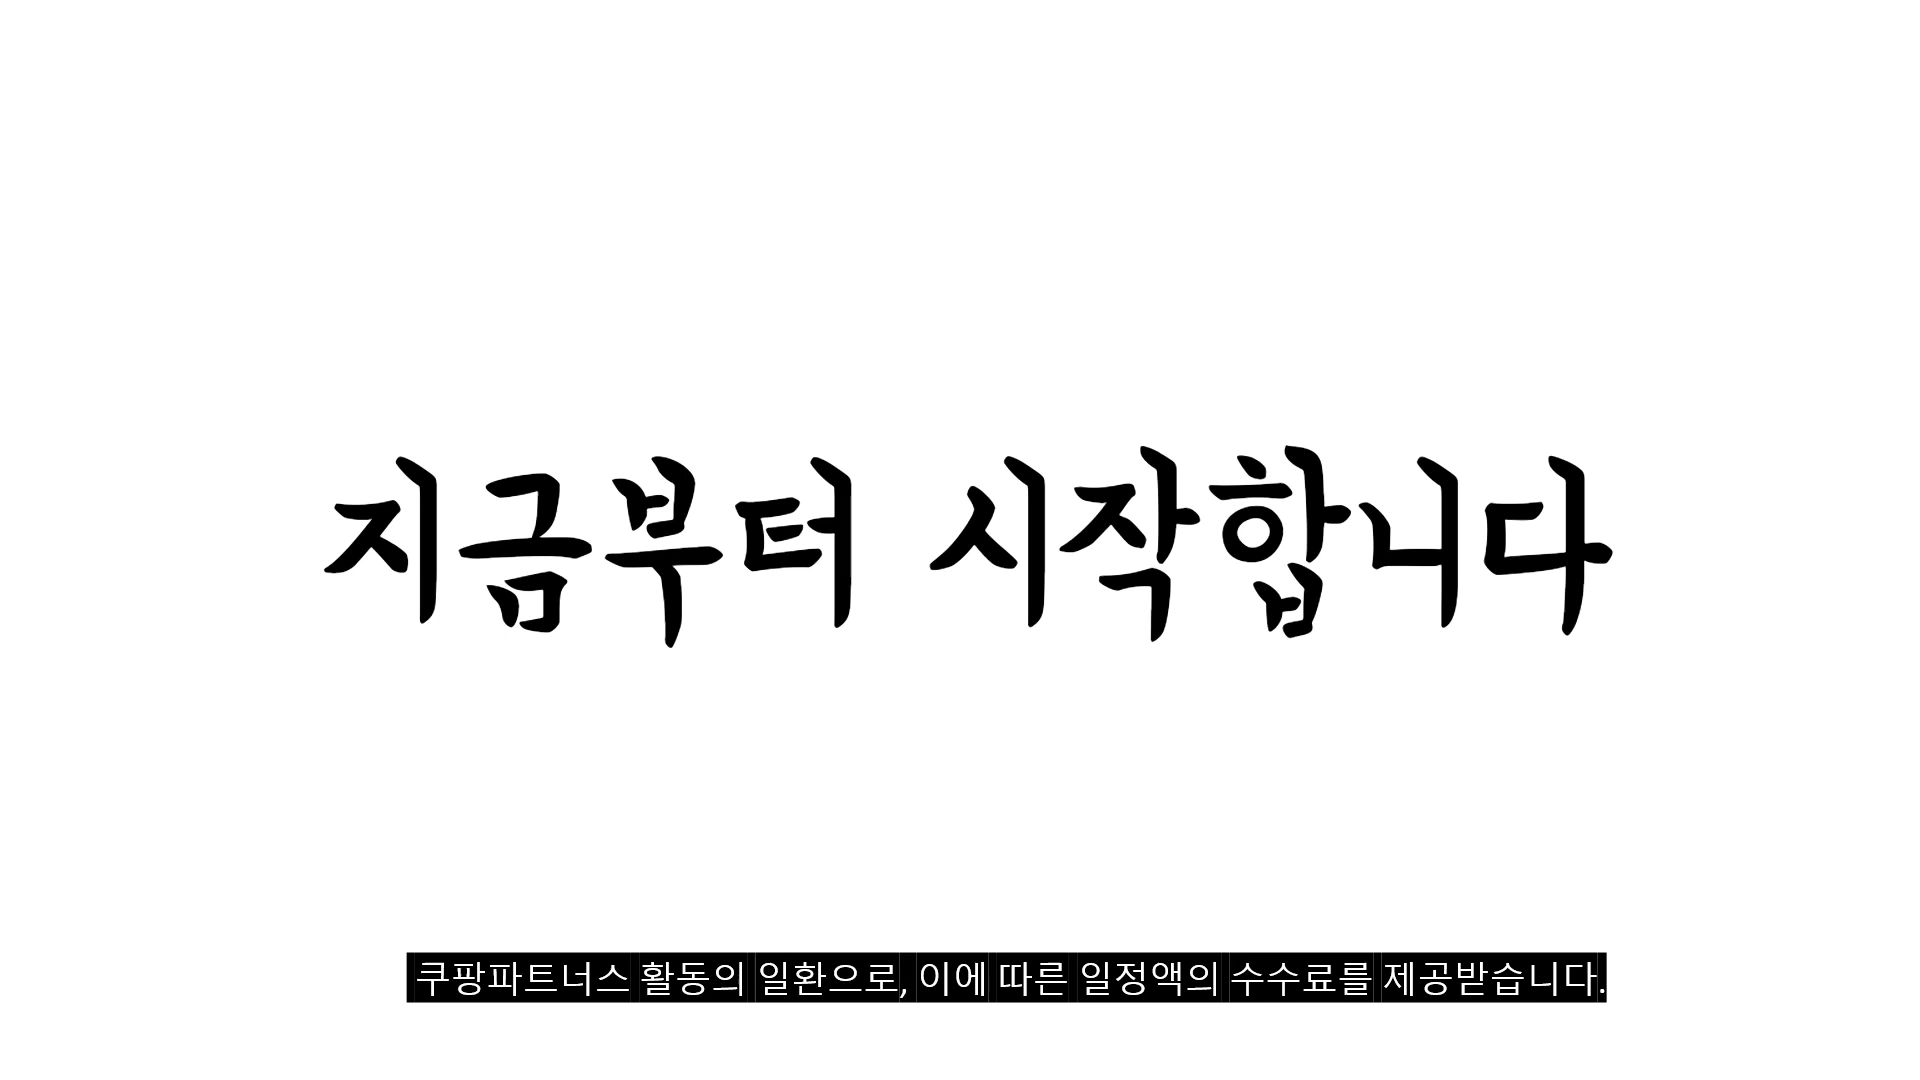 지금부터 시작합니다
쿠팡파트너스 활동의 일환으로, 이에 따른 일정액의 수수료를 제공받습니다.